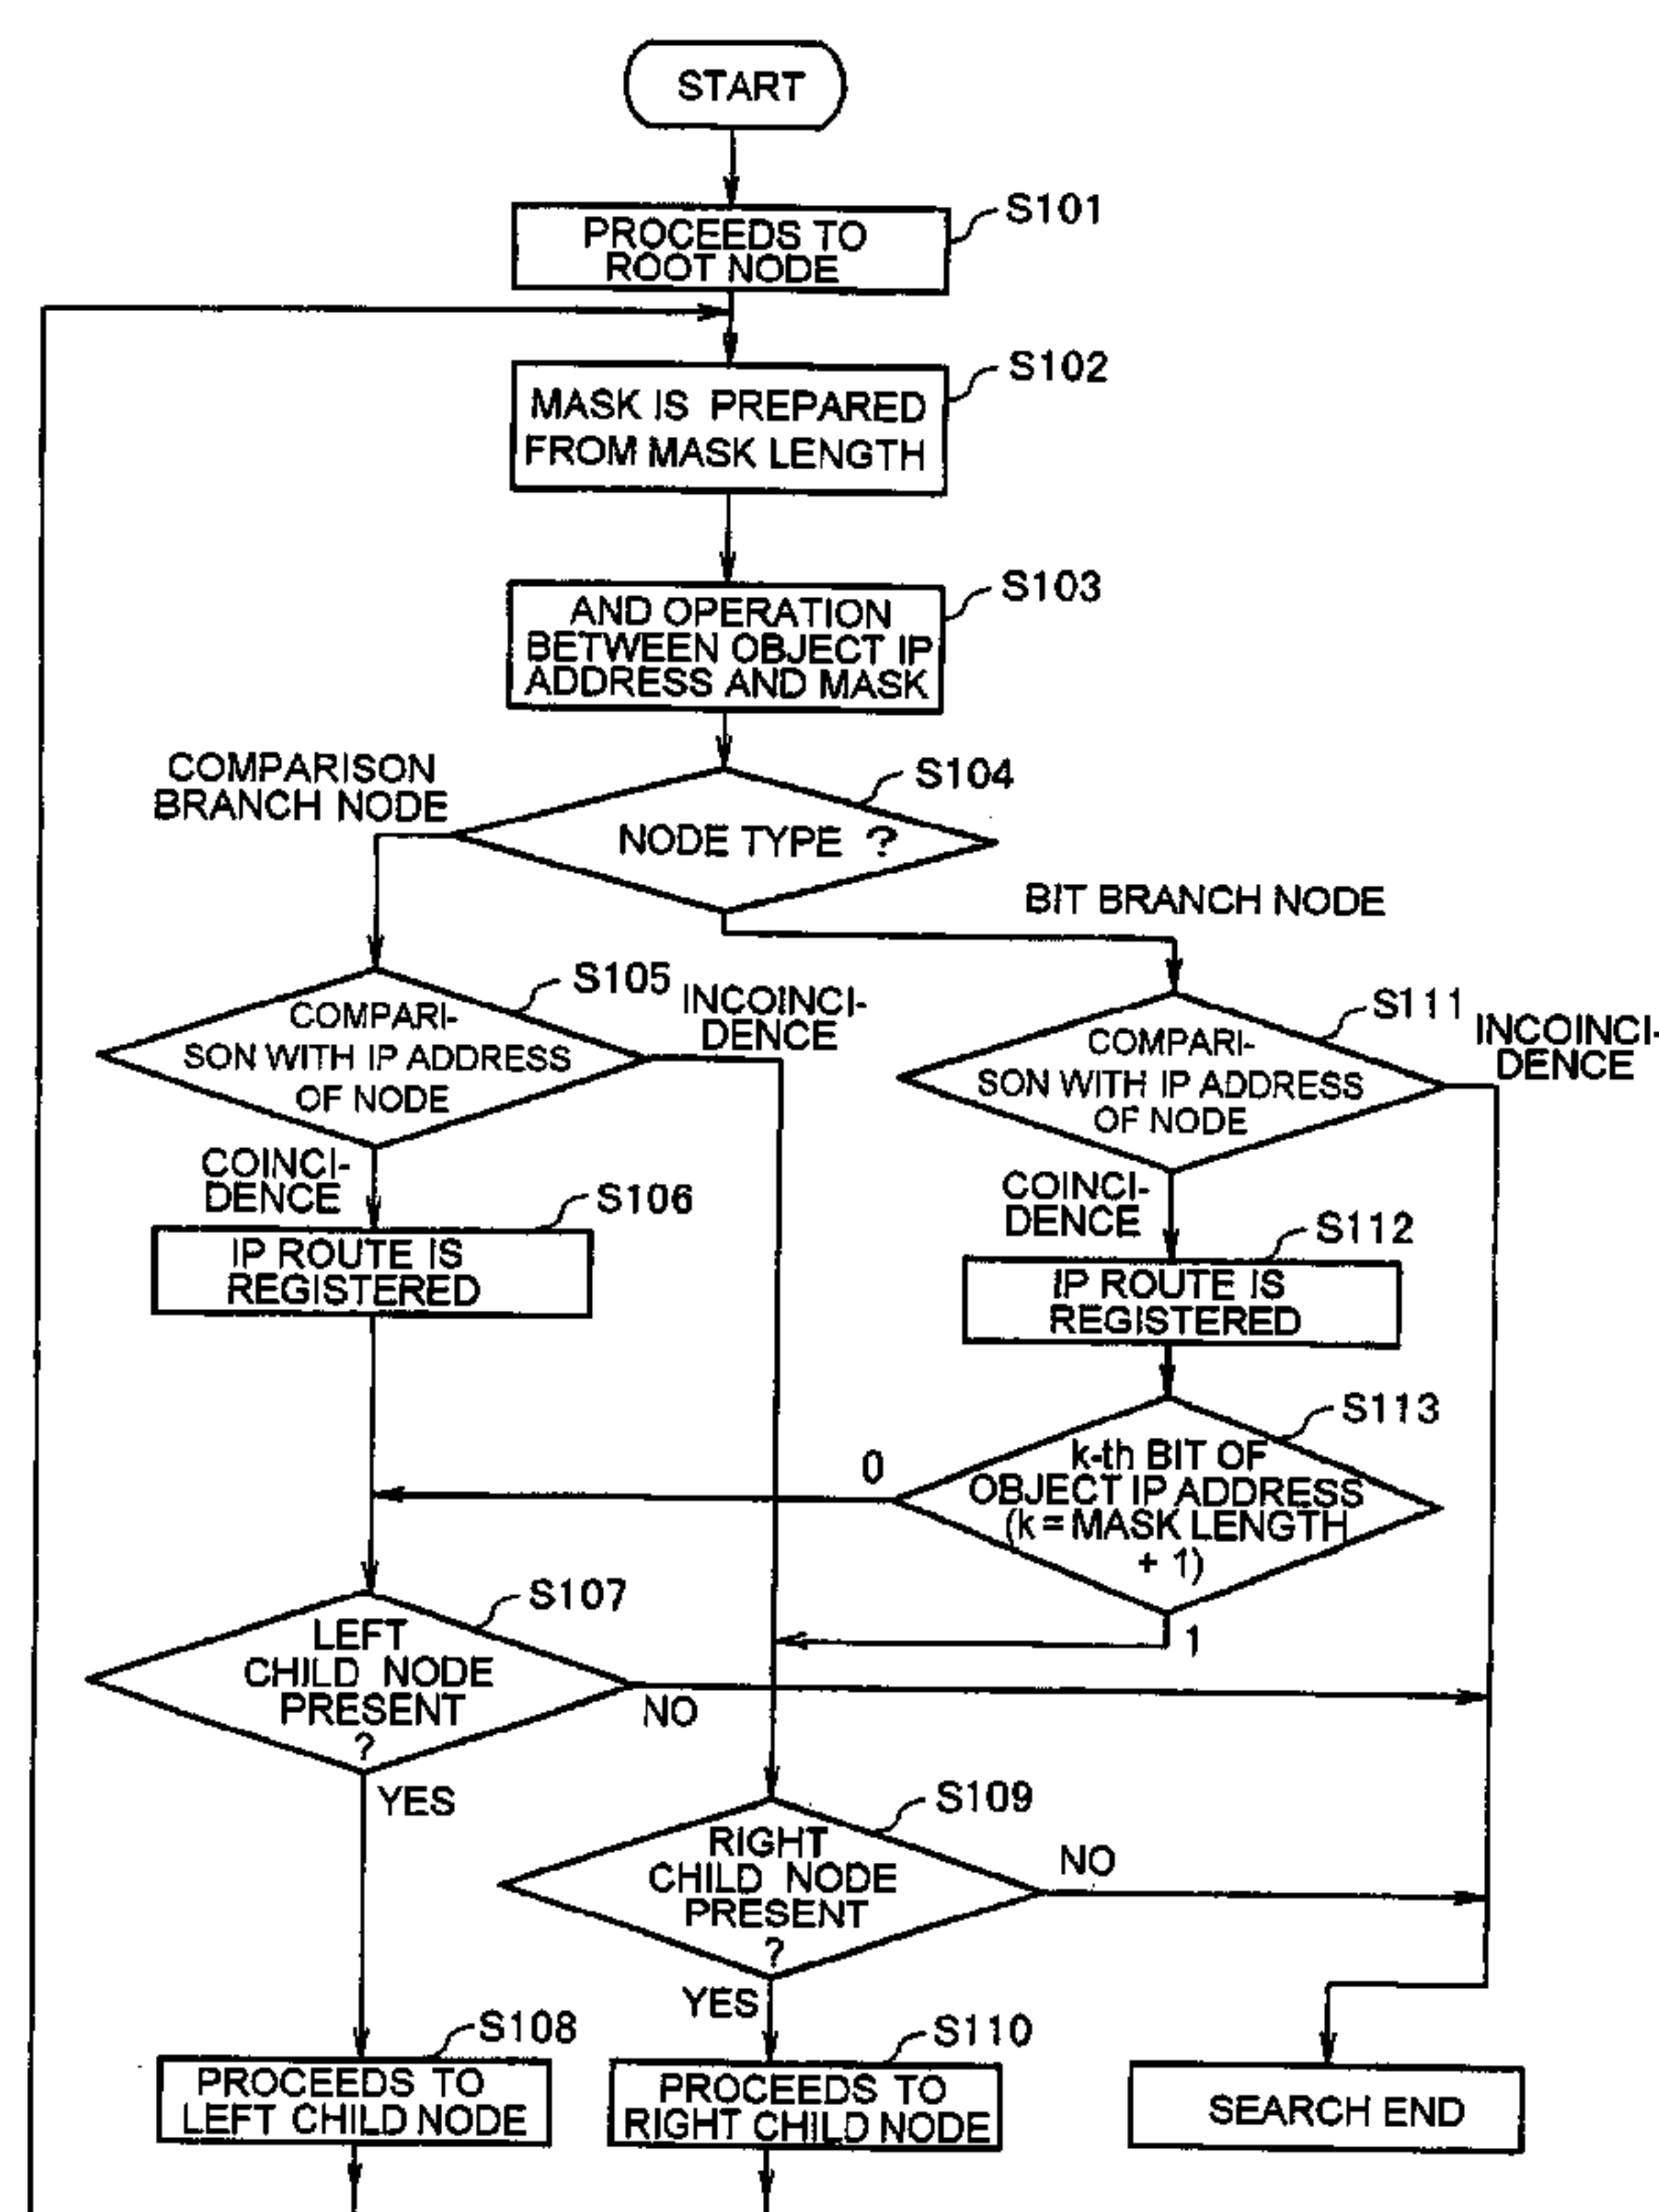 START
S101
PROCEEDS TO
ROOT NODE
S102
MASK IS PREPARED
FROM MASK LENGTH
S103
AND OPERATION
BETWEEN OBJECT IP
ADDRESS AND MASK
COMPARISON
BRANCH NODE
S104
NODE TYPE ?
BIT BRANCH NODE
S105
COMPARI-
SON WITH IP ADDRESS
OF NODE
INCOINCI-
DENCE
S111
COMPARI-
SON WITH IP ADDRESS
OF NODE
INCOINCI-
DENCE
COINCI-
DENCE
S106
IP ROUTE IS
REGISTERED
COINCI-
DENCE
S112
IP ROUTE IS
REGISTERED
S113
k-th BIT OF
OBJECT IP ADDRESS
(k = MASK LENGTH
+ 1)
0
1
S107
LEFT
CHILD NODE
PRESENT
?
NO
YES
S109
RIGHT
CHILD NODE
PRESENT
?
NO
YES
S108
PROCEEDS TO
LEFT CHILD NODE
S110
PROCEEDS TO
RIGHT CHILD NODE
SEARCH END